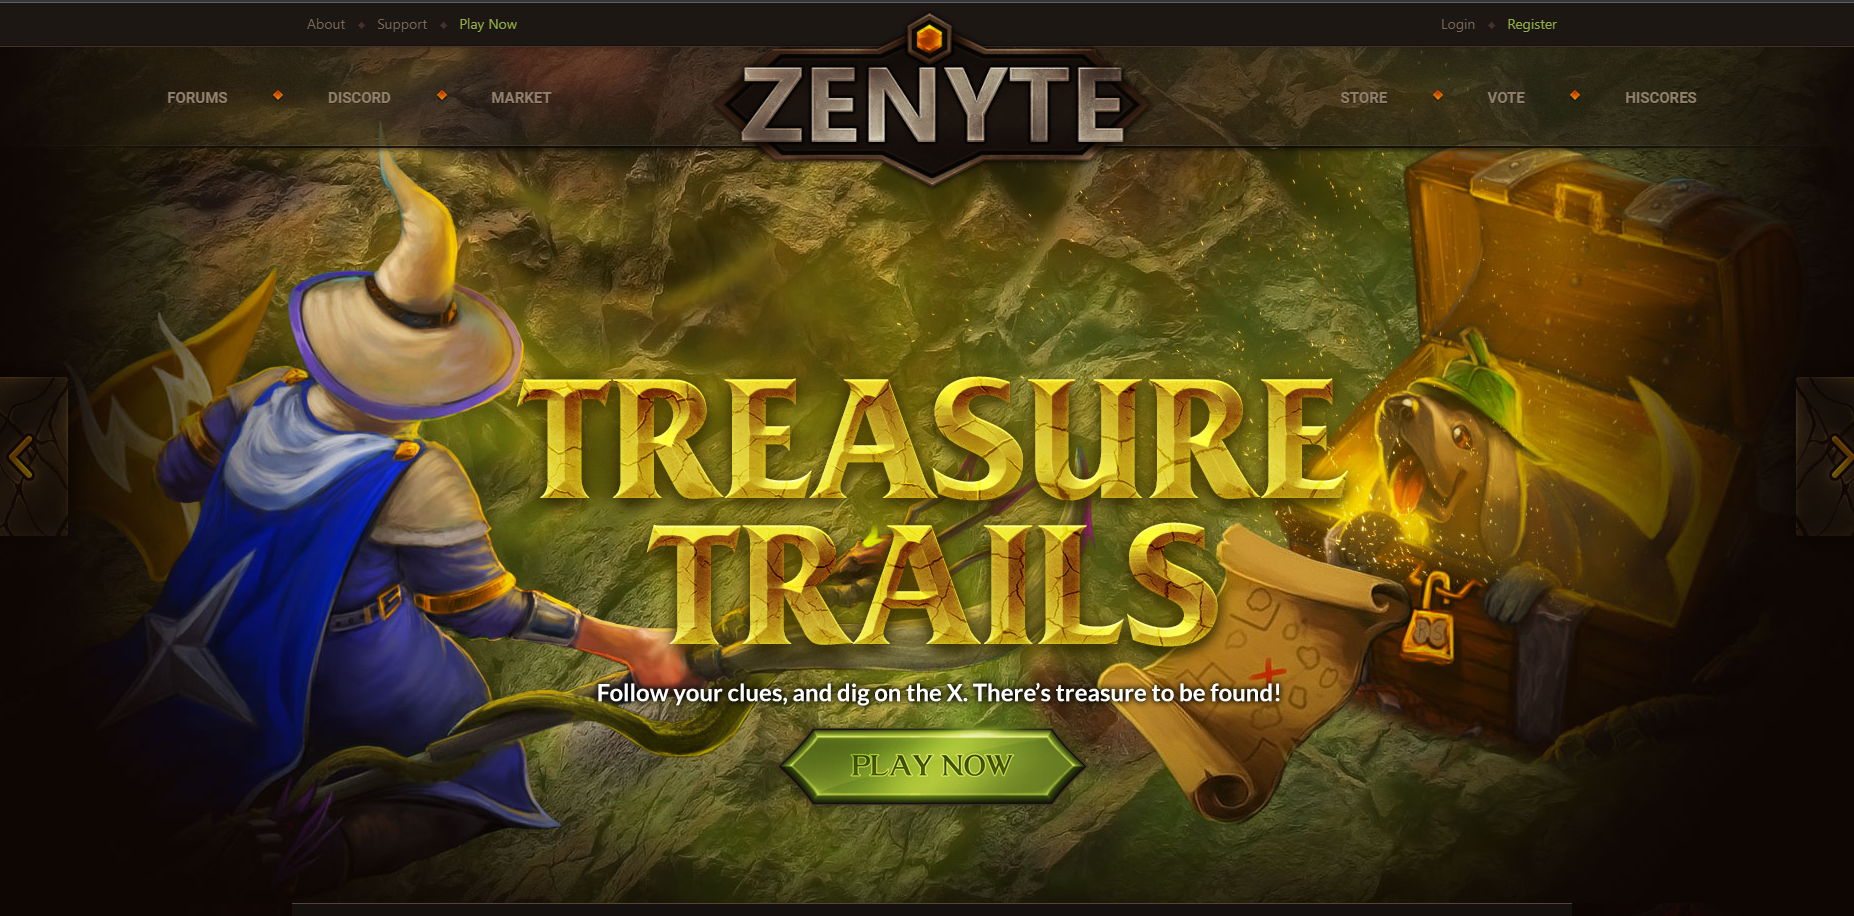 About Support Play Now
Login Register
FORUMS DISCORD MARKET
ZENYTE
STORE VOTE HISCORES
TREASURE
TRAILS
RS
Follow your clues, and dig on the X. There's treasure to be found!
PLAY NOW